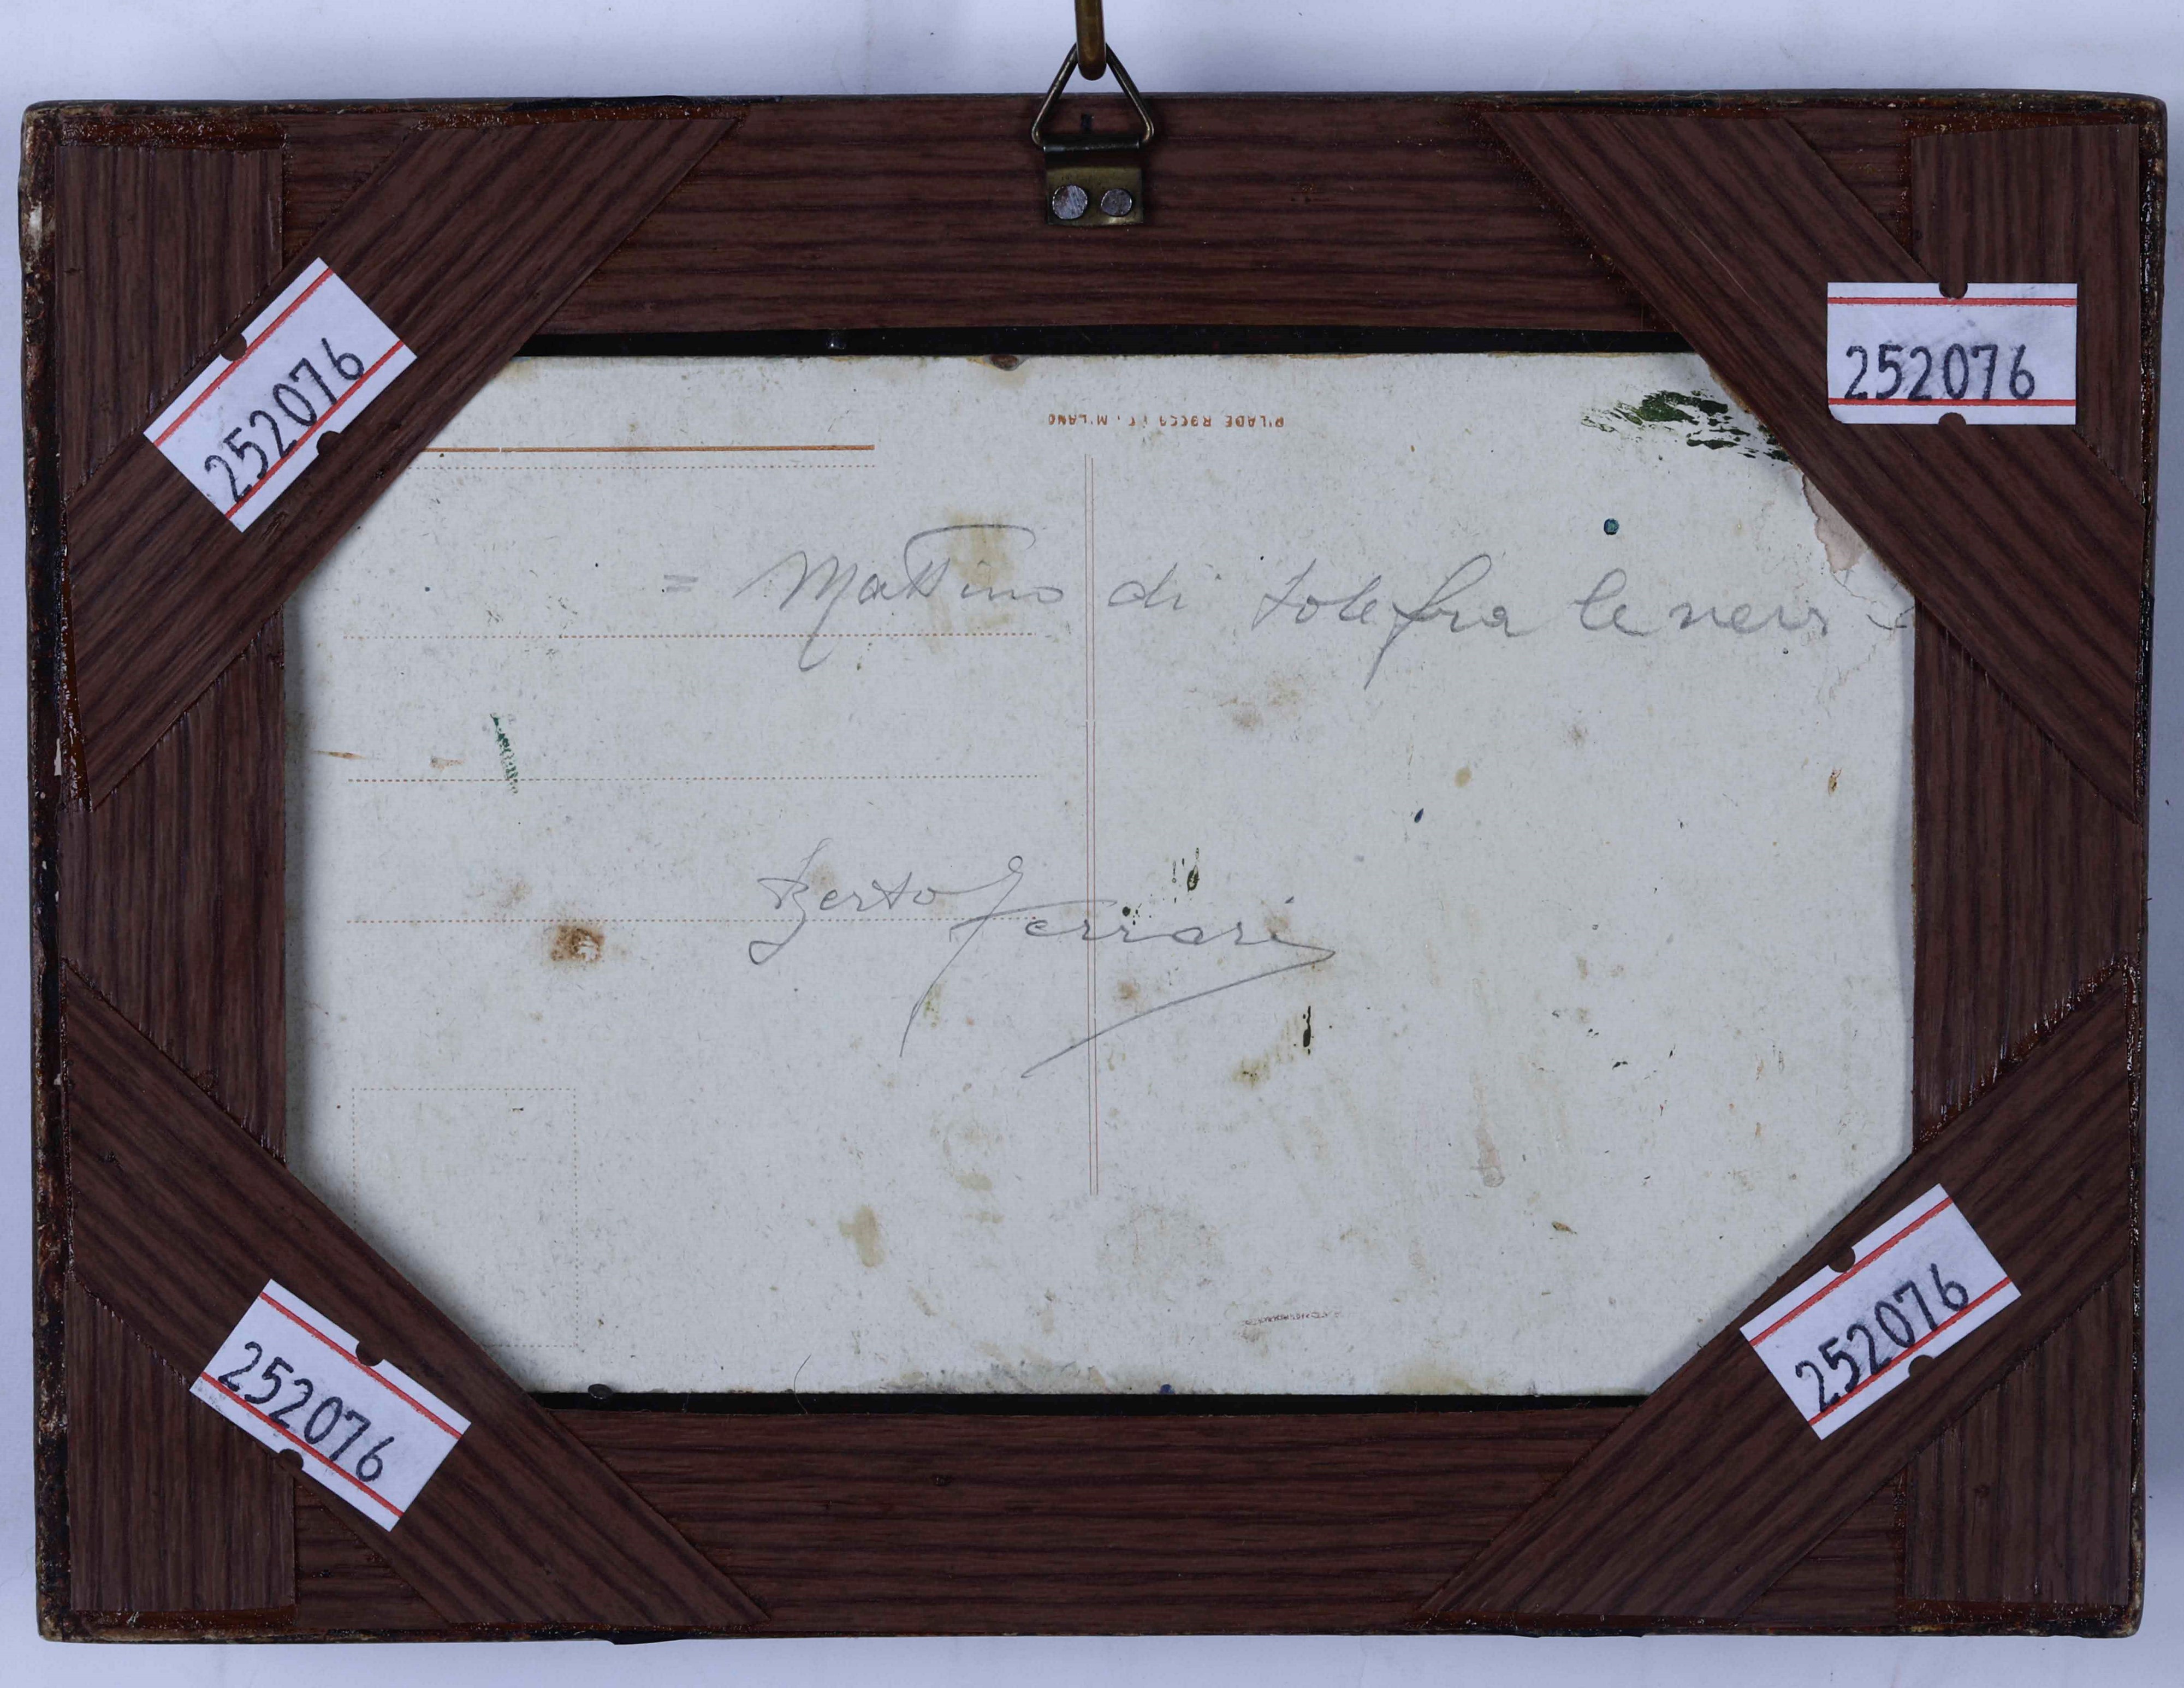 252076
252076
PILADE ROCCA MILANO
= Mattino di sole fra le nevi =
Berto Ferrari
252076
252076